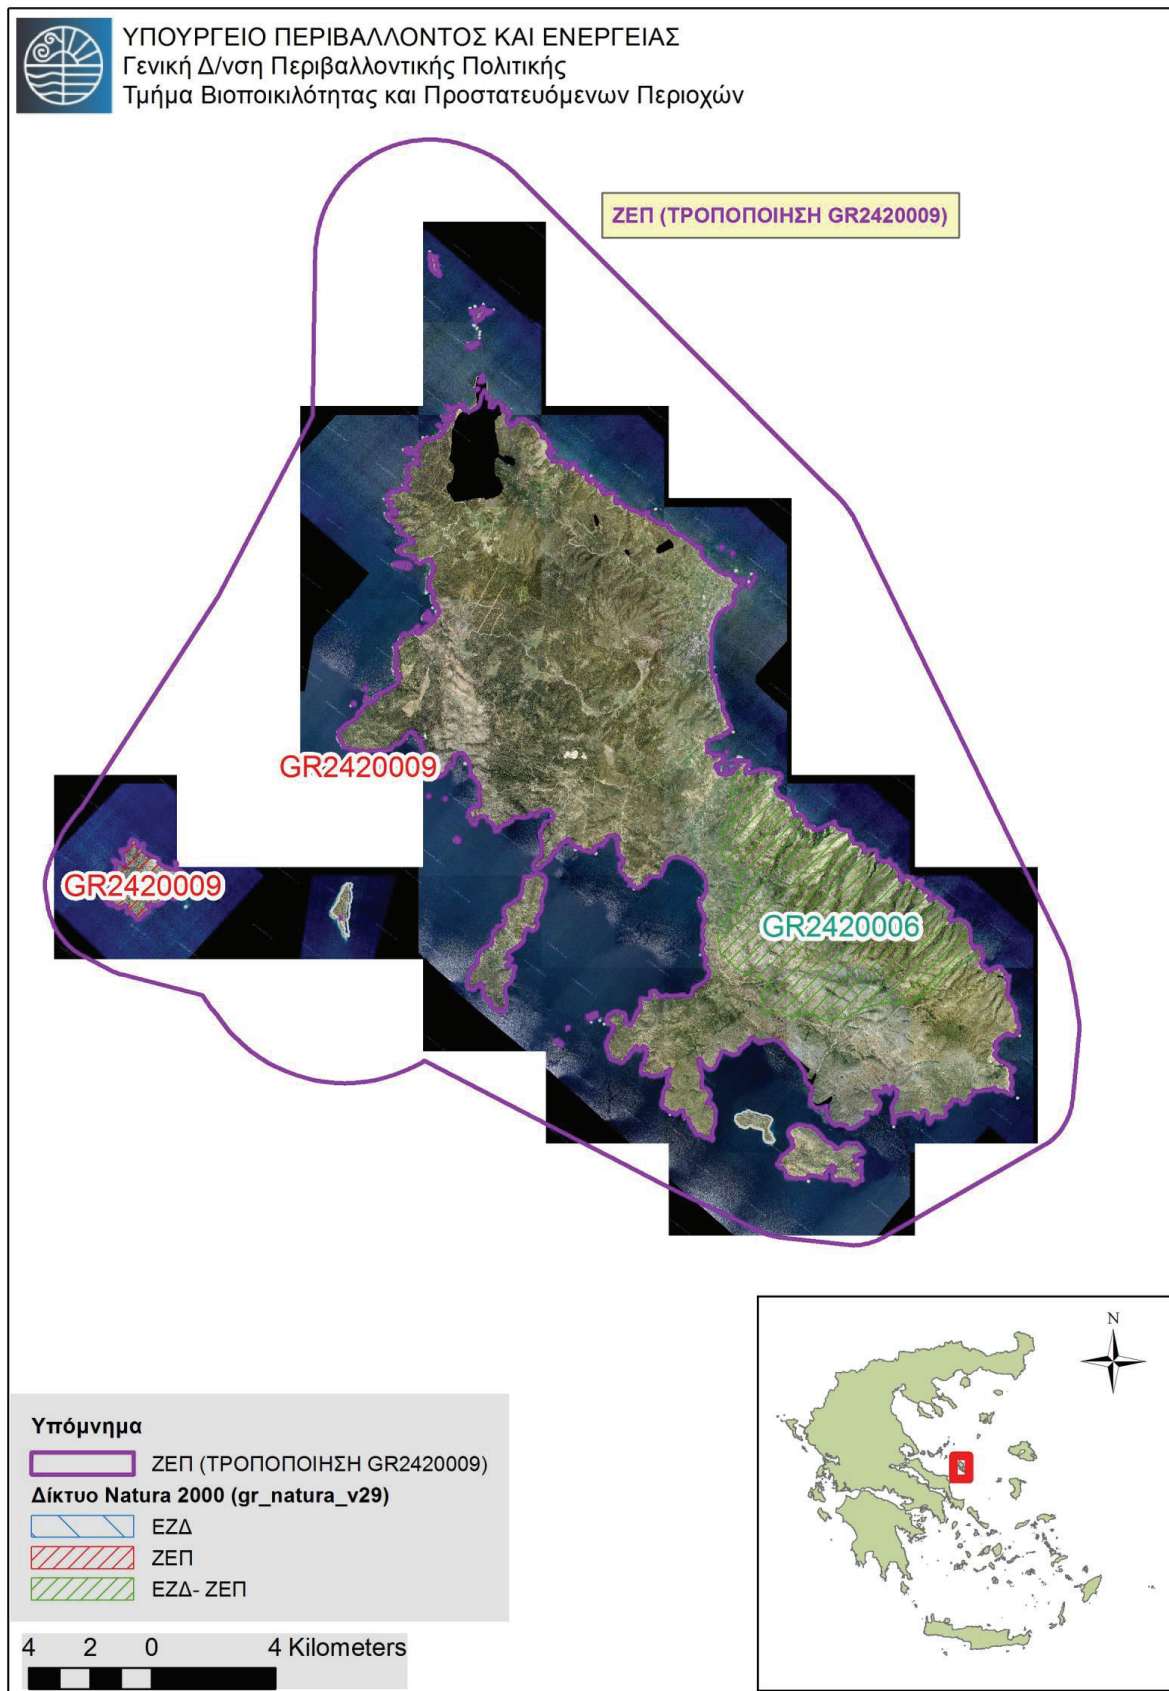 ΥΠΟΥΡΓΕΙΟ ΠΕΡΙΒΑΛΛΟΝΤΟΣ ΚΑΙ ΕΝΕΡΓΕΙΑΣ
Γενική Δ/νση Περιβαλλοντικής Πολιτικής
Τμήμα Βιοποικιλότητας και Προστατευόμενων Περιοχών
ΖΕΠ (ΤΡΟΠΟΠΟΙΗΣΗ GR2420009)
GR2420009
GR2420009
GR2420006
N
Υπόμνημα
ΖΕΠ (ΤΡΟΠΟΠΟΙΗΣΗ GR2420009)
Δίκτυο Natura 2000 (gr_natura_v29)
ΕΖΔ
ΖΕΠ
ΕΖΔ- ΖΕΠ
4 2 0 4 Kilometers